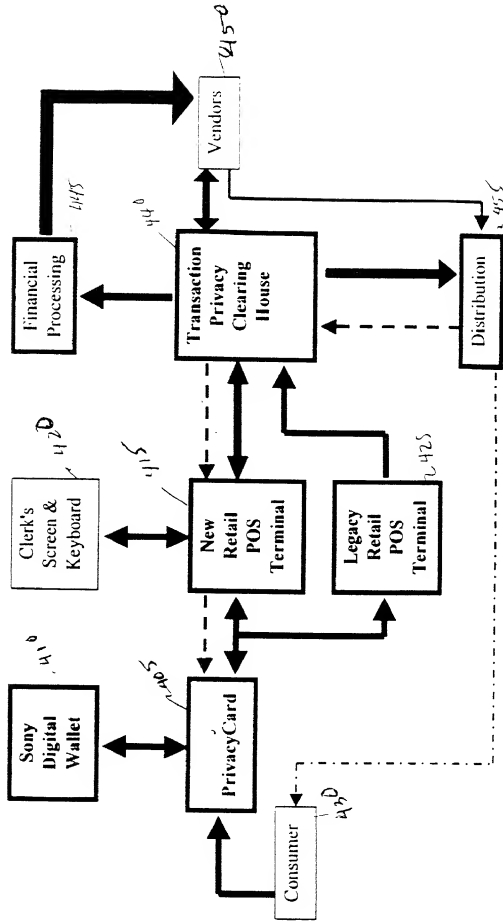 Sony
Digital
Wallet
410
Clerk's
Screen &
Keyboard
420
Financial
Processing
445
PrivacyCard
405
New
Retail
POS
Terminal
415
Transaction
Privacy
Clearing
House
440
Vendors
450
Consumer
430
Legacy
Retail
POS
Terminal
425
Distribution
455